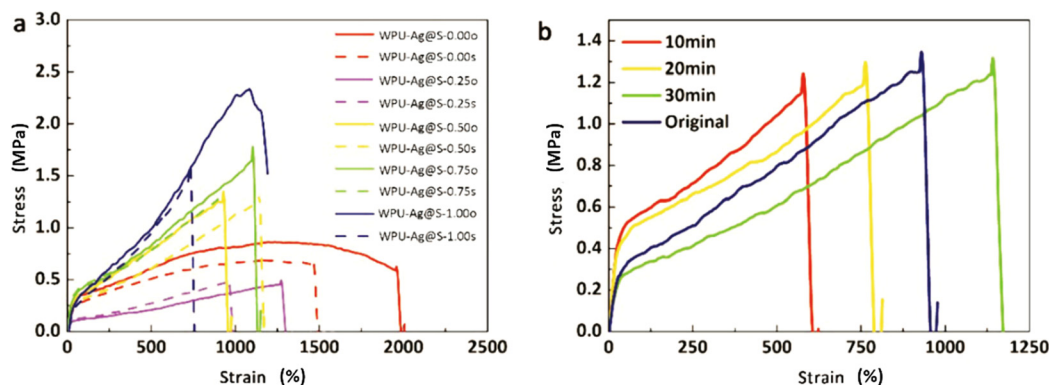 a
3.0
2.5
2.0
1.5
1.0
0.5
0.0
Stress (MPa)
0 500 1000 1500 2000 2500
Strain (%)
WPU-Ag@S-0.00o
WPU-Ag@S-0.00s
WPU-Ag@S-0.25o
WPU-Ag@S-0.25s
WPU-Ag@S-0.50o
WPU-Ag@S-0.50s
WPU-Ag@S-0.75o
WPU-Ag@S-0.75s
WPU-Ag@S-1.00o
WPU-Ag@S-1.00s
b
1.4
1.2
1.0
0.8
0.6
0.4
0.2
0.0
Stress (MPa)
0 250 500 750 1000 1250
Strain (%)
10min
20min
30min
Original